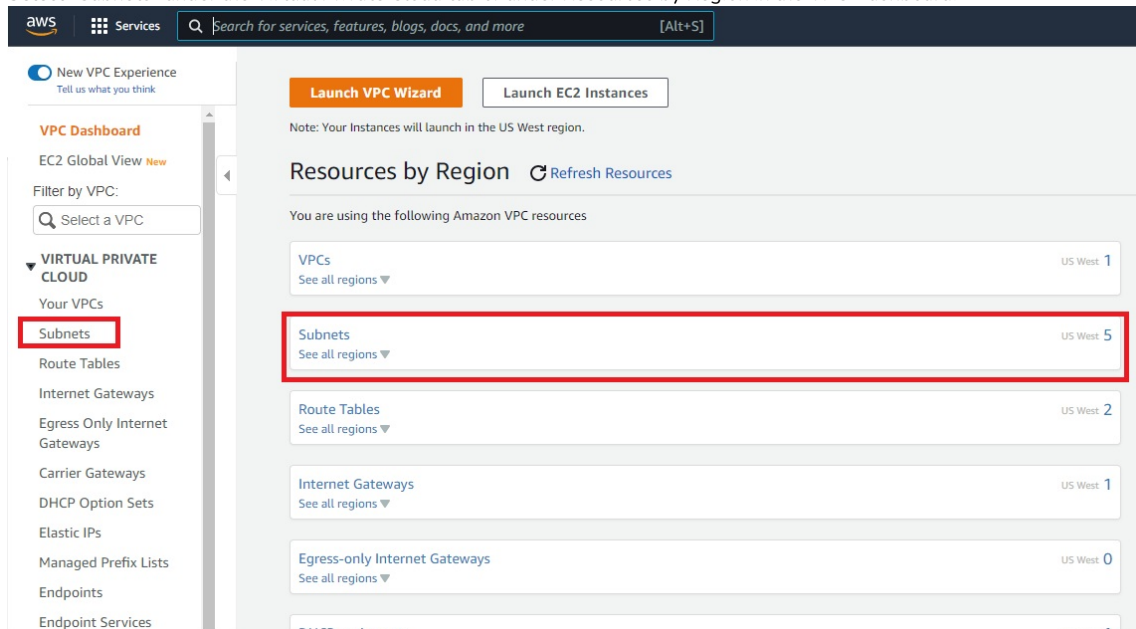 aws
Services
Search for services, features, blogs, docs, and more
[Alt+S]
New VPC Experience
Tell us what you think
VPC Dashboard
EC2 Global View New
Filter by VPC:
Select a VPC
VIRTUAL PRIVATE
CLOUD
Your VPCs
Subnets
Route Tables
Internet Gateways
Egress Only Internet
Gateways
Carrier Gateways
DHCP Option Sets
Elastic IPs
Managed Prefix Lists
Endpoints
Endpoint Services
Launch VPC Wizard
Launch EC2 Instances
Note: Your Instances will launch in the US West region.
Resources by Region
Refresh Resources
You are using the following Amazon VPC resources
VPCs
US West 1
See all regions
Subnets
US West 5
See all regions
Route Tables
US West 2
See all regions
Internet Gateways
US West 1
See all regions
Egress-only Internet Gateways
US West 0
See all regions